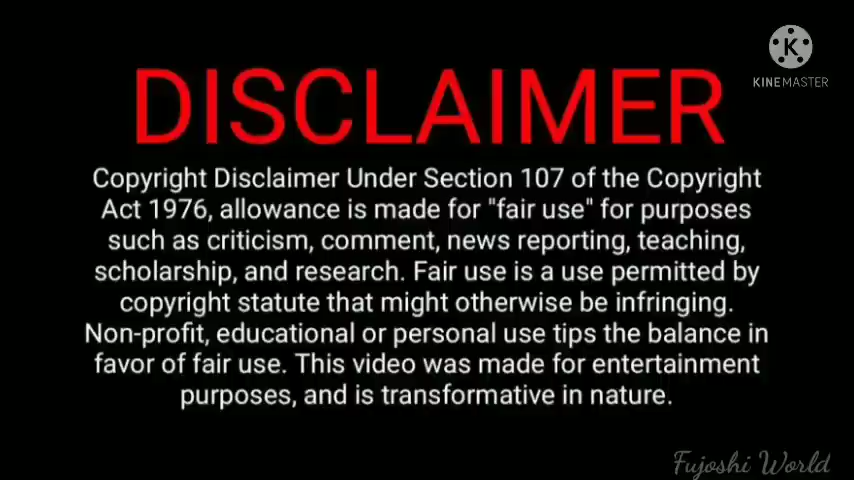 K
KINEMASTER
DISCLAIMER
Copyright Disclaimer Under Section 107 of the Copyright
Act 1976, allowance is made for "fair use" for purposes
such as criticism, comment, news reporting, teaching,
scholarship, and research. Fair use is a use permitted by
copyright statute that might otherwise be infringing.
Non-profit, educational or personal use tips the balance in
favor of fair use. This video was made for entertainment
purposes, and is transformative in nature.
Fujoshi World